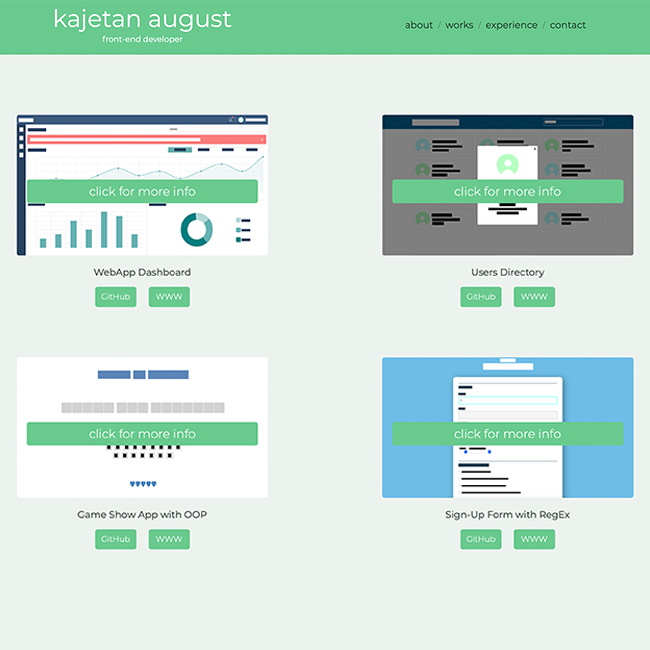 kajetan august
front-end developer
about / works / experience / contact
click for more info
click for more info
WebApp Dashboard
Users Directory
GitHub WWW
GitHub WWW
click for more info
click for more info
Game Show App with OOP
Sign-Up Form with RegEx
GitHub WWW
GitHub WWW